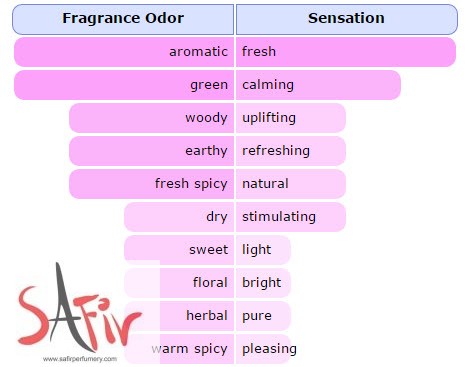 Fragrance Odor Sensation
aromatic fresh
green calming
woody uplifting
earthy refreshing
fresh spicy natural
dry stimulating
sweet light
floral bright
herbal pure
warm spicy pleasing
SAFir
www.safirperfumery.com